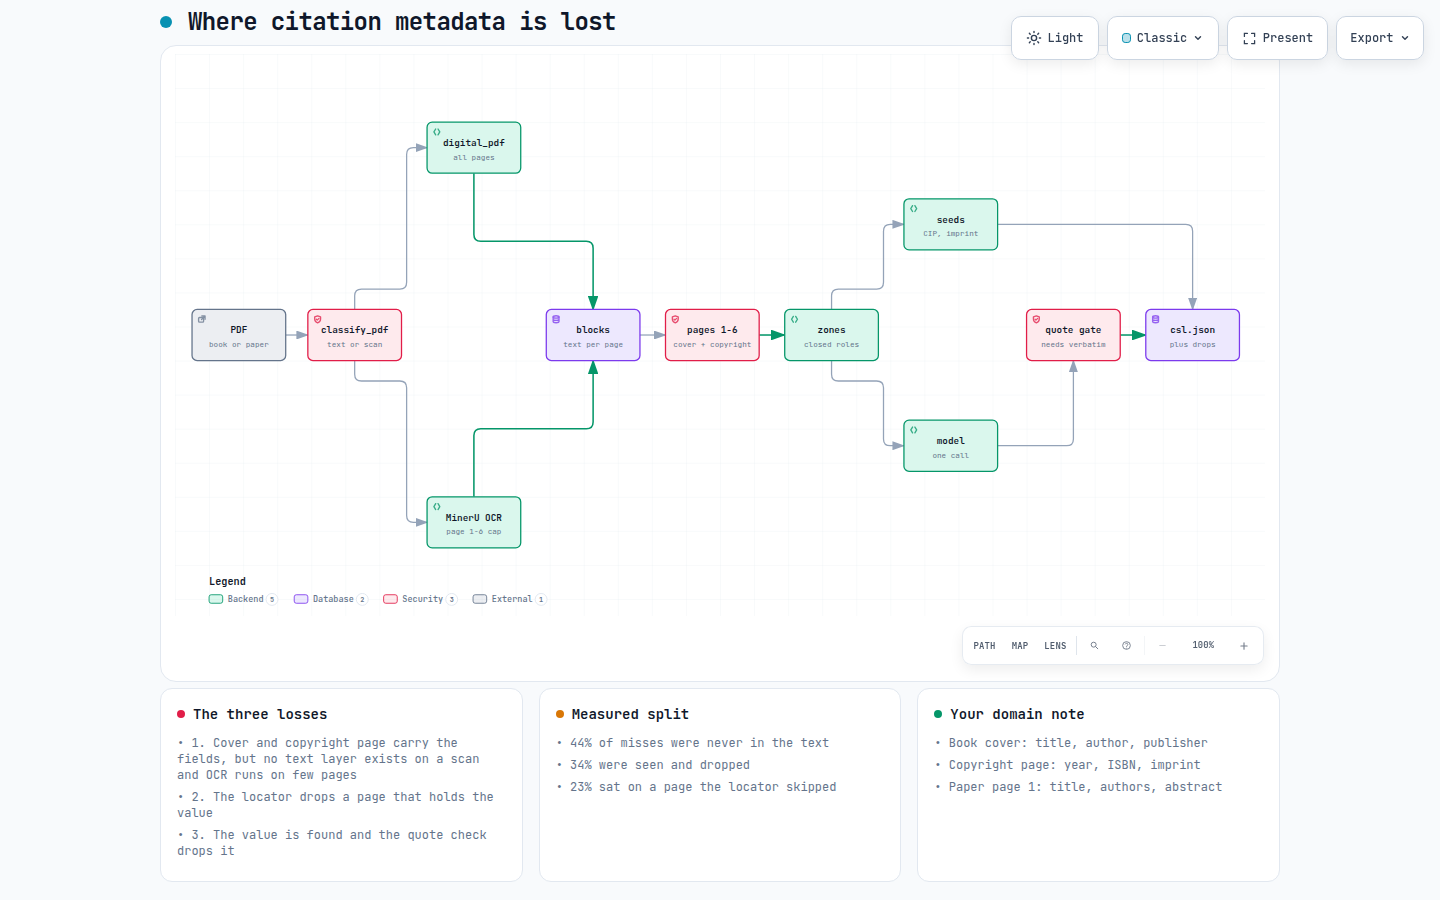 Where citation metadata is lost
Light
Classic
Present
Export
digital_pdf
all pages
seeds
CIP, imprint
PDF
book or paper
classify_pdf
text or scan
blocks
text per page
pages 1-6
cover + copyright
zones
closed roles
quote gate
needs verbatim
csl.json
plus drops
model
one call
MinerU OCR
page 1-6 cap
Legend
Backend 5
Database 2
Security 3
External 1
PATH
MAP
LENS
100%
The three losses
• 1. Cover and copyright page carry the
fields, but no text layer exists on a scan
and OCR runs on few pages
• 2. The locator drops a page that holds the
value
• 3. The value is found and the quote check
drops it
Measured split
• 44% of misses were never in the text
• 34% were seen and dropped
• 23% sat on a page the locator skipped
Your domain note
• Book cover: title, author, publisher
• Copyright page: year, ISBN, imprint
• Paper page 1: title, authors, abstract